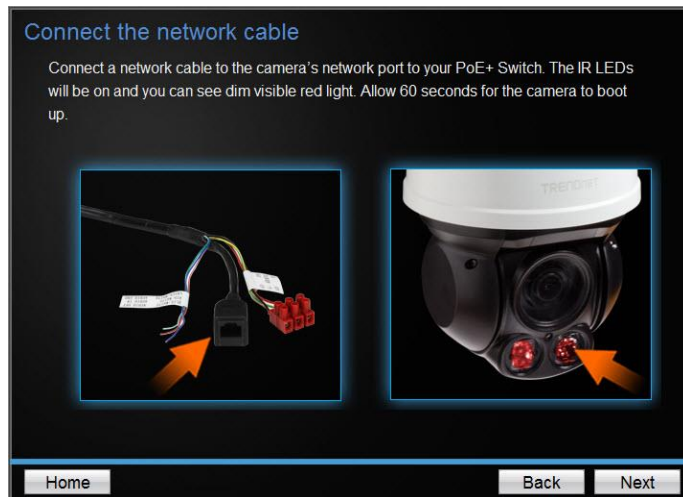 Connect the network cable
Connect a network cable to the camera's network port to your PoE+ Switch. The IR LEDs
will be on and you can see dim visible red light. Allow 60 seconds for the camera to boot
up.
TRENDNET
Home
Back
Next